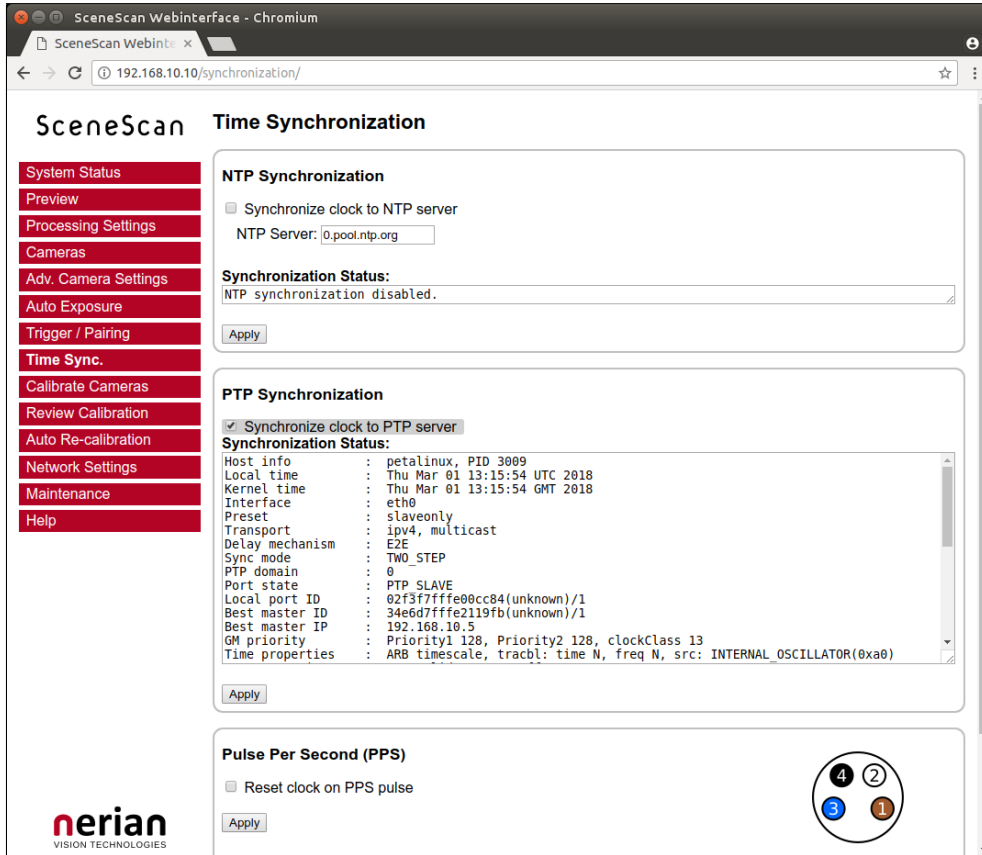 SceneScan Webinterface - Chromium
SceneScan Webinte
192.168.10.10/synchronization/
SceneScan
System Status
Preview
Processing Settings
Cameras
Adv. Camera Settings
Auto Exposure
Trigger / Pairing
Time Sync.
Calibrate Cameras
Review Calibration
Auto Re-calibration
Network Settings
Maintenance
Help
nerian
VISION TECHNOLOGIES
Time Synchronization
NTP Synchronization
Synchronize clock to NTP server
NTP Server: 0.pool.ntp.org
Synchronization Status:
NTP synchronization disabled.
Apply
PTP Synchronization
Synchronize clock to PTP server
Synchronization Status:
Host info : petalinux, PID 3009
Local time : Thu Mar 01 13:15:54 UTC 2018
Kernel time : Thu Mar 01 13:15:54 GMT 2018
Interface : eth0
Preset : slaveonly
Transport : ipv4, multicast
Delay mechanism : E2E
Sync mode : TWO_STEP
PTP domain : 0
Port state : PTP_SLAVE
Local port ID : 02f3f7fffe00cc84(unknown)/1
Best master ID : 34e6d7fffe2119fb(unknown)/1
Best master IP : 192.168.10.5
GM priority : Priority1 128, Priority2 128, clockClass 13
Time properties : ARB timescale, tracbl: time N, freq N, src: INTERNAL_OSCILLATOR(0xa0)
Apply
Pulse Per Second (PPS)
Reset clock on PPS pulse
Apply
4 2
3 1